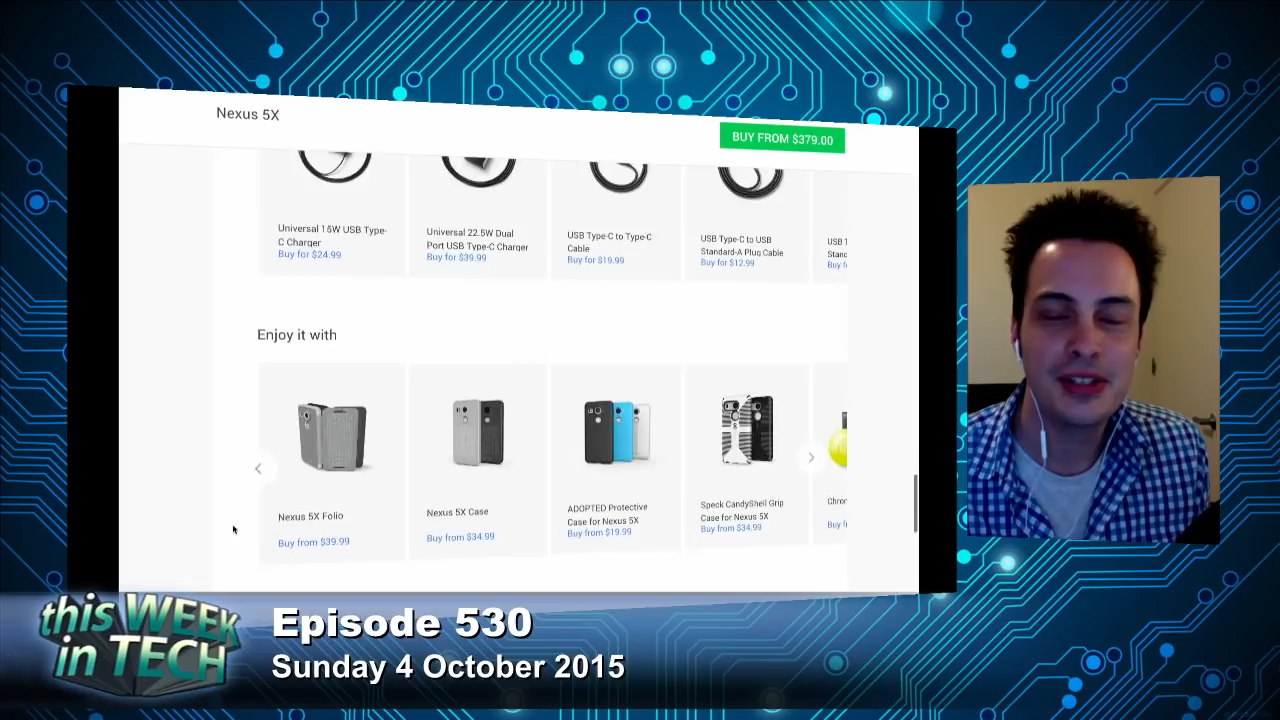 Nexus 5X
BUY FROM $379.00
Universal 15W USB Type-
C Charger
Buy for $24.99
Universal 22.5W Dual
Port USB Type-C Charger
Buy for $39.99
USB Type-C to Type-C
Cable
Buy for $19.99
USB Type-C to USB
Standard-A Plug Cable
Buy for $12.99
Enjoy it with
Nexus 5X Folio
Buy from $39.99
Nexus 5X Case
Buy from $34.99
ADOPTED Protective
Case for Nexus 5X
Buy from $19.99
Speck CandyShell Grip
Case for Nexus 5X
Buy from $34.99
this WEEK
in TECH
Episode 530
Sunday 4 October 2015